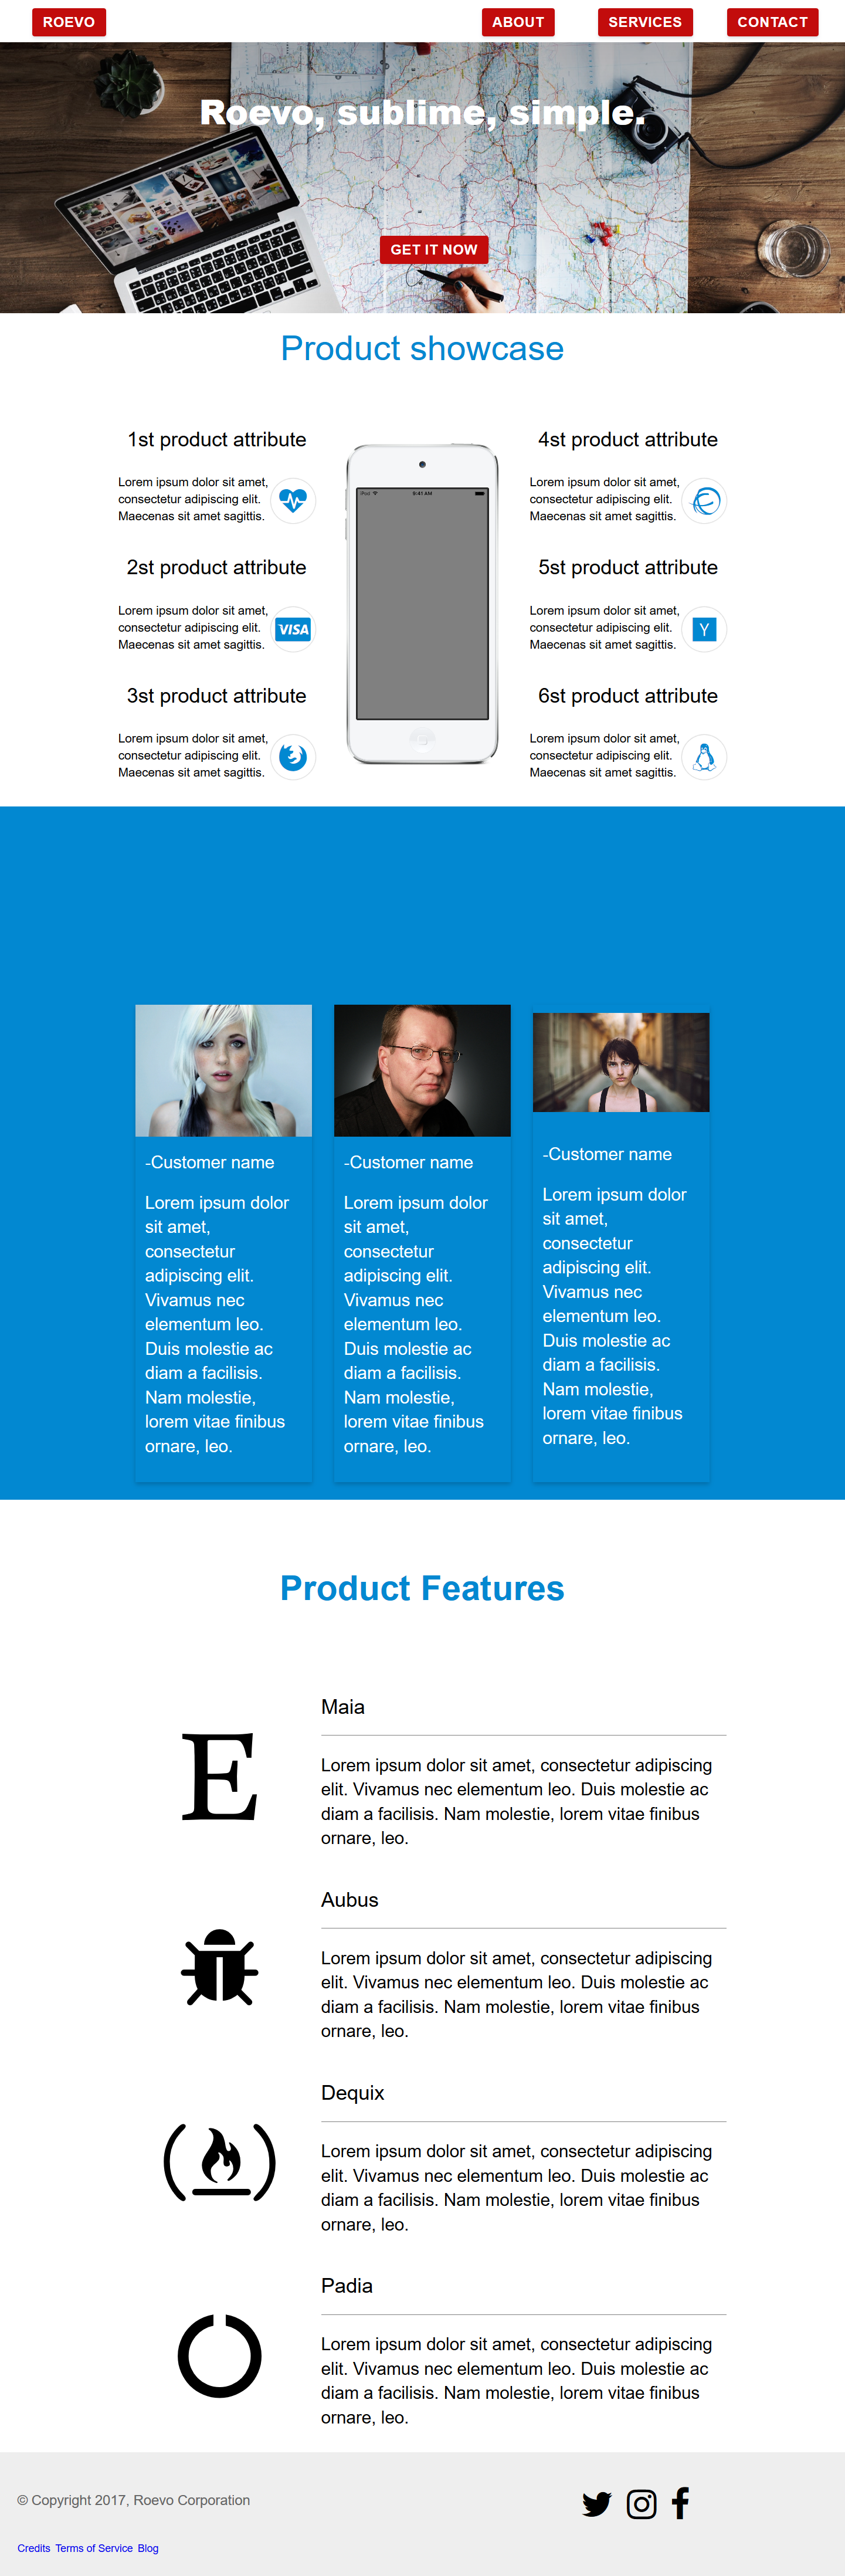 ROEVO
ABOUT
SERVICES
CONTACT
Roevo, sublime, simple.
GET IT NOW
Product showcase
1st product attribute
Lorem ipsum dolor sit amet,
consectetur adipiscing elit.
Maecenas sit amet sagittis.
2st product attribute
Lorem ipsum dolor sit amet,
consectetur adipiscing elit.
Maecenas sit amet sagittis.
VISA
3st product attribute
Lorem ipsum dolor sit amet,
consectetur adipiscing elit.
Maecenas sit amet sagittis.
iPod
9:41 AM
4st product attribute
Lorem ipsum dolor sit amet,
consectetur adipiscing elit.
Maecenas sit amet sagittis.
5st product attribute
Lorem ipsum dolor sit amet,
consectetur adipiscing elit.
Maecenas sit amet sagittis.
Y
6st product attribute
Lorem ipsum dolor sit amet,
consectetur adipiscing elit.
Maecenas sit amet sagittis.
-Customer name
Lorem ipsum dolor
sit amet,
consectetur
adipiscing elit.
Vivamus nec
elementum leo.
Duis molestie ac
diam a facilisis.
Nam molestie,
lorem vitae finibus
ornare, leo.
-Customer name
Lorem ipsum dolor
sit amet,
consectetur
adipiscing elit.
Vivamus nec
elementum leo.
Duis molestie ac
diam a facilisis.
Nam molestie,
lorem vitae finibus
ornare, leo.
-Customer name
Lorem ipsum dolor
sit amet,
consectetur
adipiscing elit.
Vivamus nec
elementum leo.
Duis molestie ac
diam a facilisis.
Nam molestie,
lorem vitae finibus
ornare, leo.
Product Features
E
Maia
Lorem ipsum dolor sit amet, consectetur adipiscing
elit. Vivamus nec elementum leo. Duis molestie ac
diam a facilisis. Nam molestie, lorem vitae finibus
ornare, leo.
Aubus
Lorem ipsum dolor sit amet, consectetur adipiscing
elit. Vivamus nec elementum leo. Duis molestie ac
diam a facilisis. Nam molestie, lorem vitae finibus
ornare, leo.
Dequix
Lorem ipsum dolor sit amet, consectetur adipiscing
elit. Vivamus nec elementum leo. Duis molestie ac
diam a facilisis. Nam molestie, lorem vitae finibus
ornare, leo.
Padia
Lorem ipsum dolor sit amet, consectetur adipiscing
elit. Vivamus nec elementum leo. Duis molestie ac
diam a facilisis. Nam molestie, lorem vitae finibus
ornare, leo.
© Copyright 2017, Roevo Corporation
Credits Terms of Service Blog